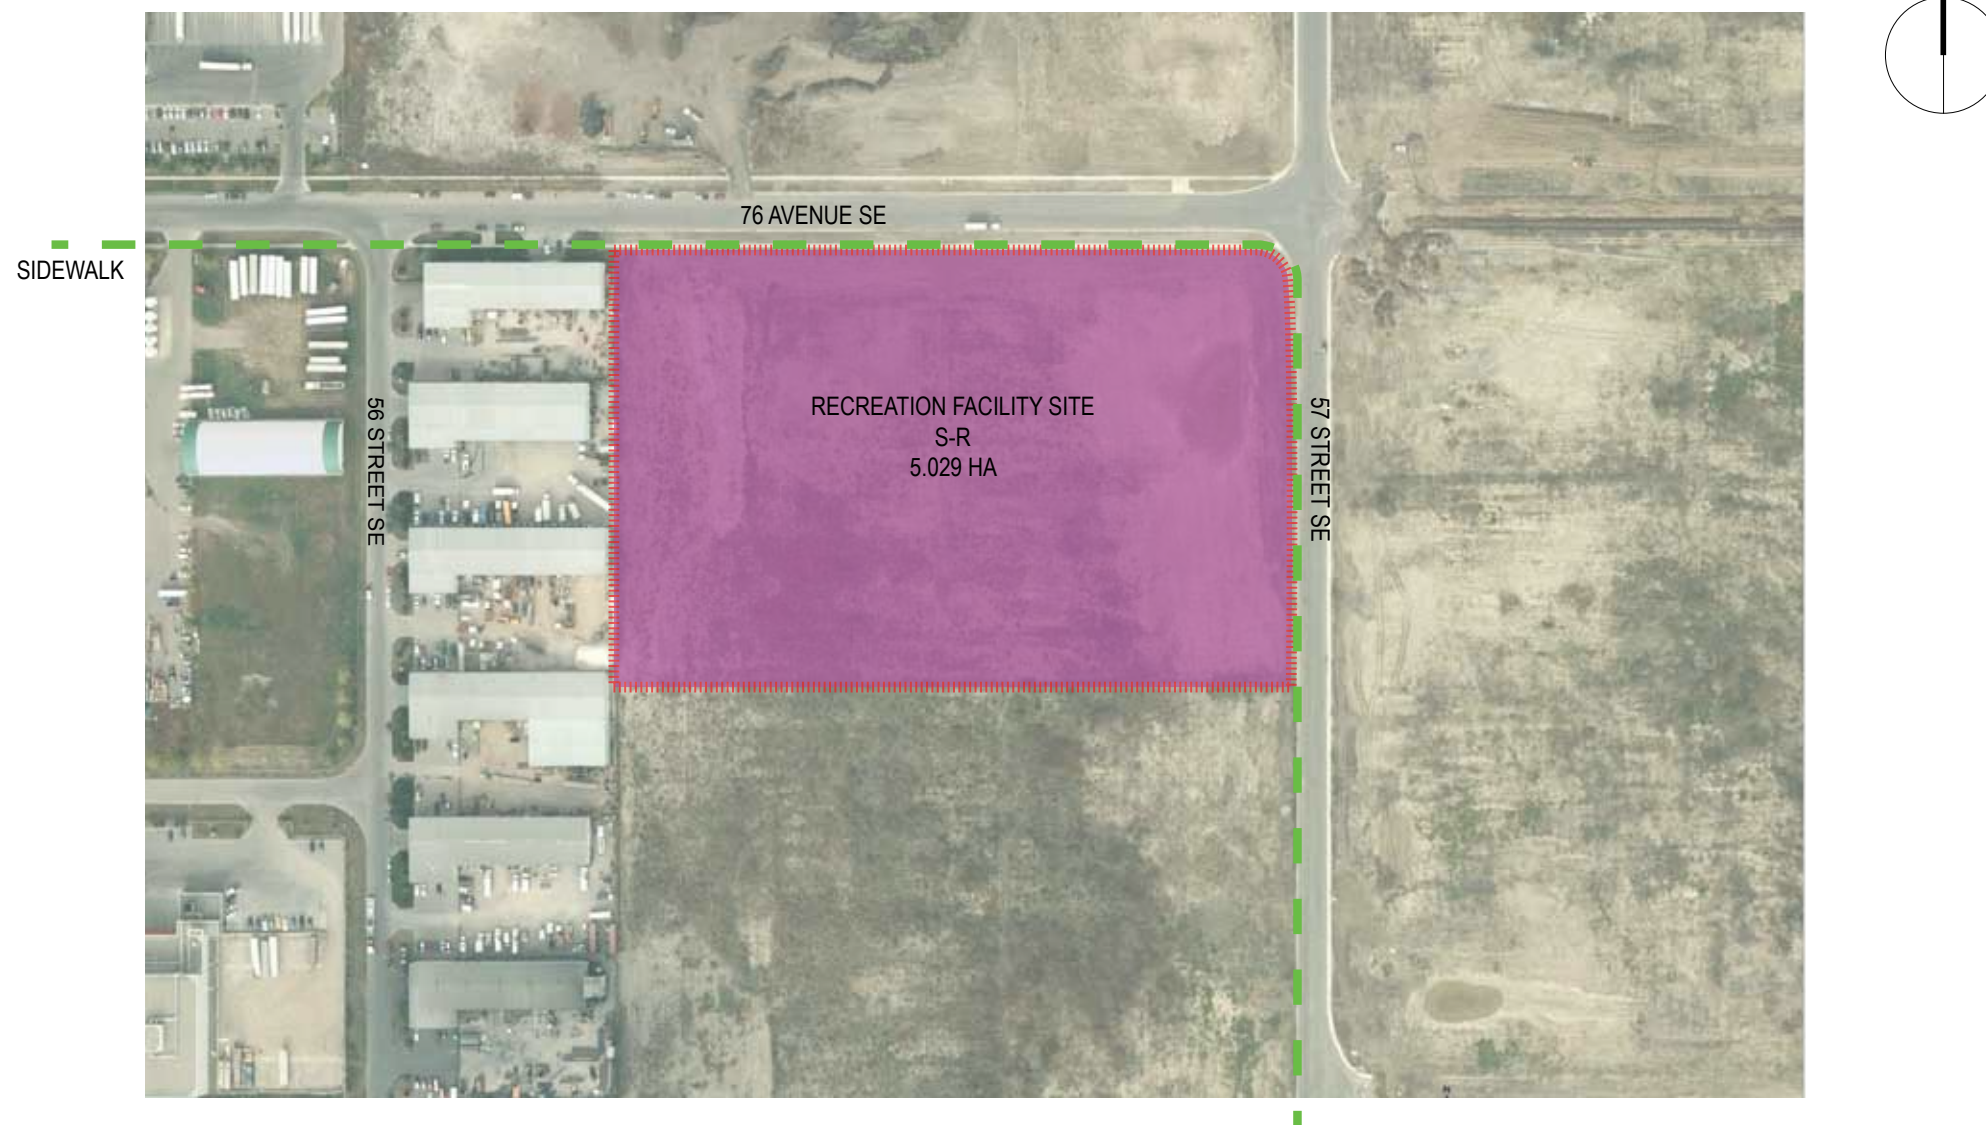 76 AVENUE SE
SIDEWALK
RECREATION FACILITY SITE
S-R
5.029 HA
56 STREET SE
57 STREET SE